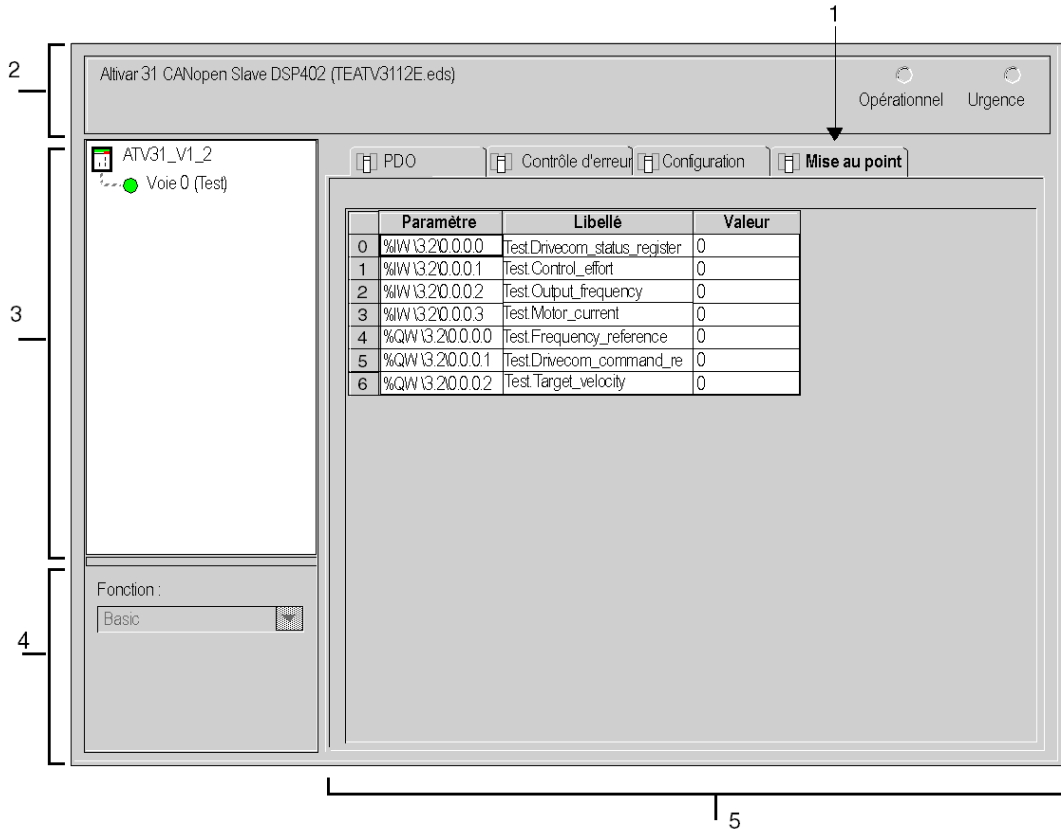 1
2
Altivar 31 CANopen Slave DSP402 (TEATV3112E.eds)
Opérationnel Urgence
3
ATV31_V1_2
Voie 0 (Test)
PDO Contrôle d'erreur Configuration Mise au point
Paramètre Libellé Valeur
0 %IW \3.2\0.0.0.0 Test.Drivecom_status_register 0
1 %IW \3.2\0.0.0.1 Test.Control_effort 0
2 %IW \3.2\0.0.0.2 Test.Output_frequency 0
3 %IW \3.2\0.0.0.3 Test.Motor_current 0
4 %QW \3.2\0.0.0.0 Test.Frequency_reference 0
5 %QW \3.2\0.0.0.1 Test.Drivecom_command_re 0
6 %QW \3.2\0.0.0.2 Test.Target_velocity 0
4
Fonction :
Basic
5